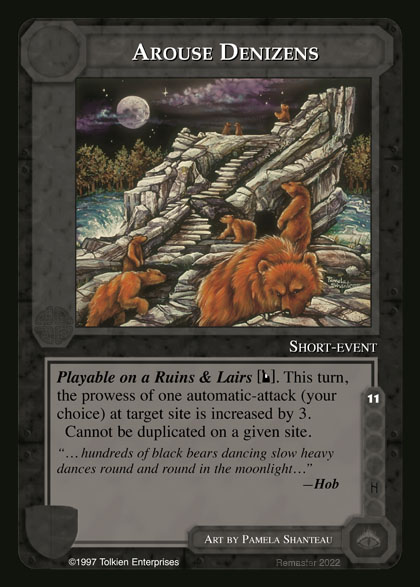 AROUSE DENIZENS
Pamela Shanteau
SHORT-EVENT
Playable on a Ruins & Lairs []. This turn,
the prowess of one automatic-attack (your
choice) at target site is increased by 3.
Cannot be duplicated on a given site.
“… hundreds of black bears dancing slow heavy
dances round and round in the moonlight…”
—Hob
11
H
ART BY PAMELA SHANTEAU
©1997 Tolkien Enterprises
Remaster 2022